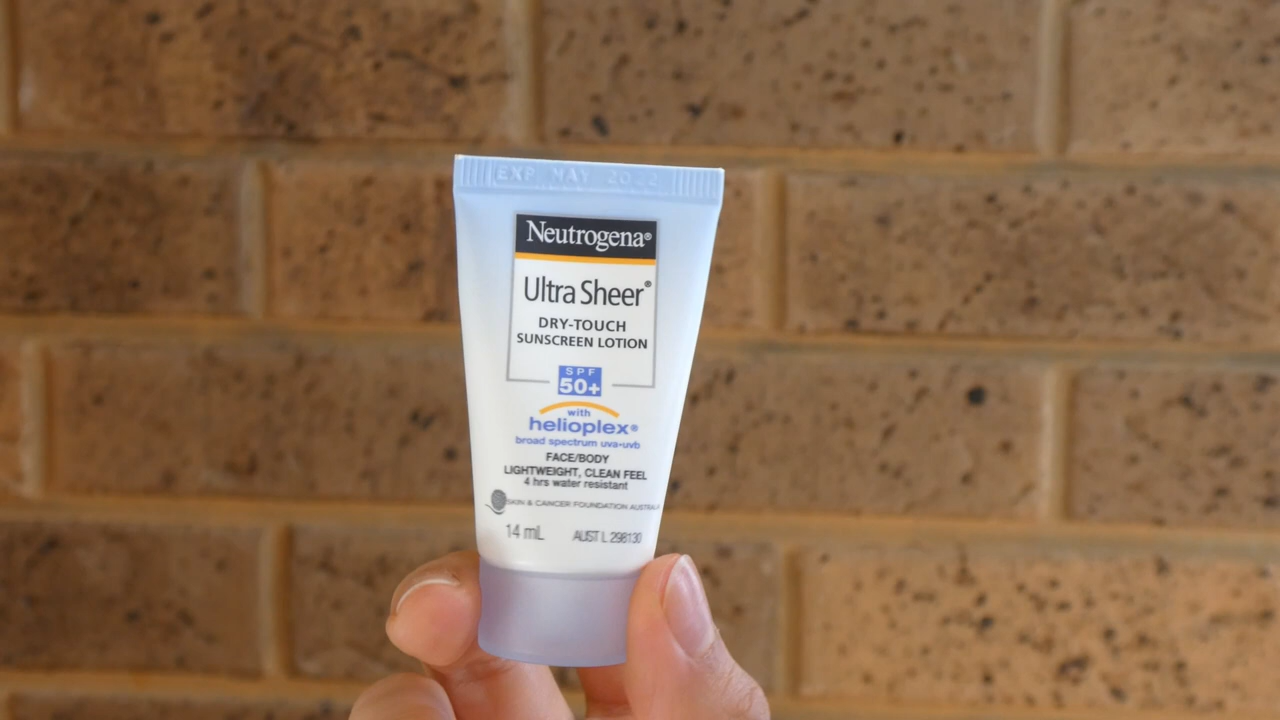 EXP MAY
Neutrogena®
Ultra Sheer®
DRY-TOUCH
SUNSCREEN LOTION
SPF
50+
with
helioplex®
broad spectrum uva•uvb
FACE/BODY
LIGHTWEIGHT, CLEAN FEEL
4 hrs water resistant
SKIN & CANCER FOUNDATION AUSTRALIA
14 mL AUST L 298130